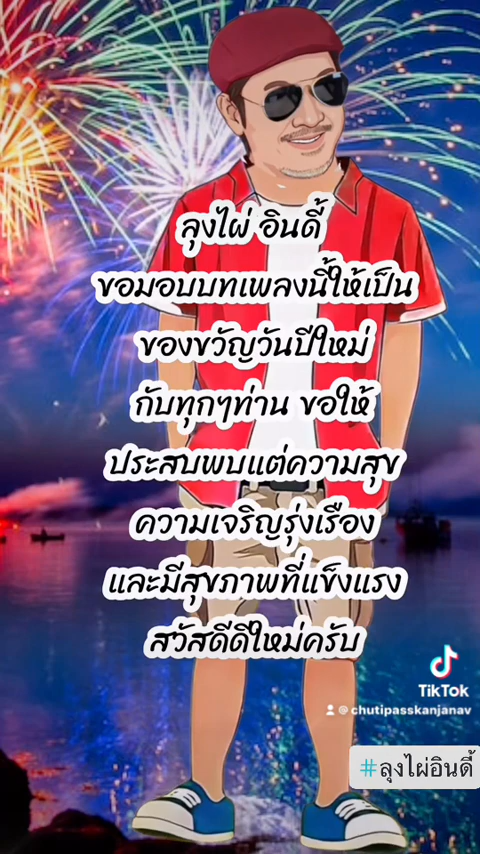 ลุงไผ่ อินดี้
ขอมอบบทเพลงนี้ให้เป็น
ของขวัญวันปีใหม่
กับทุกๆท่าน ขอให้
ประสบพบแต่ความสุข
ความเจริญรุ่งเรือง
และมีสุขภาพที่แข็งแรง
สวัสดีดีใหม่ครับ
TikTok
@chutipasskanjanav
#ลุงไผ่อินดี้